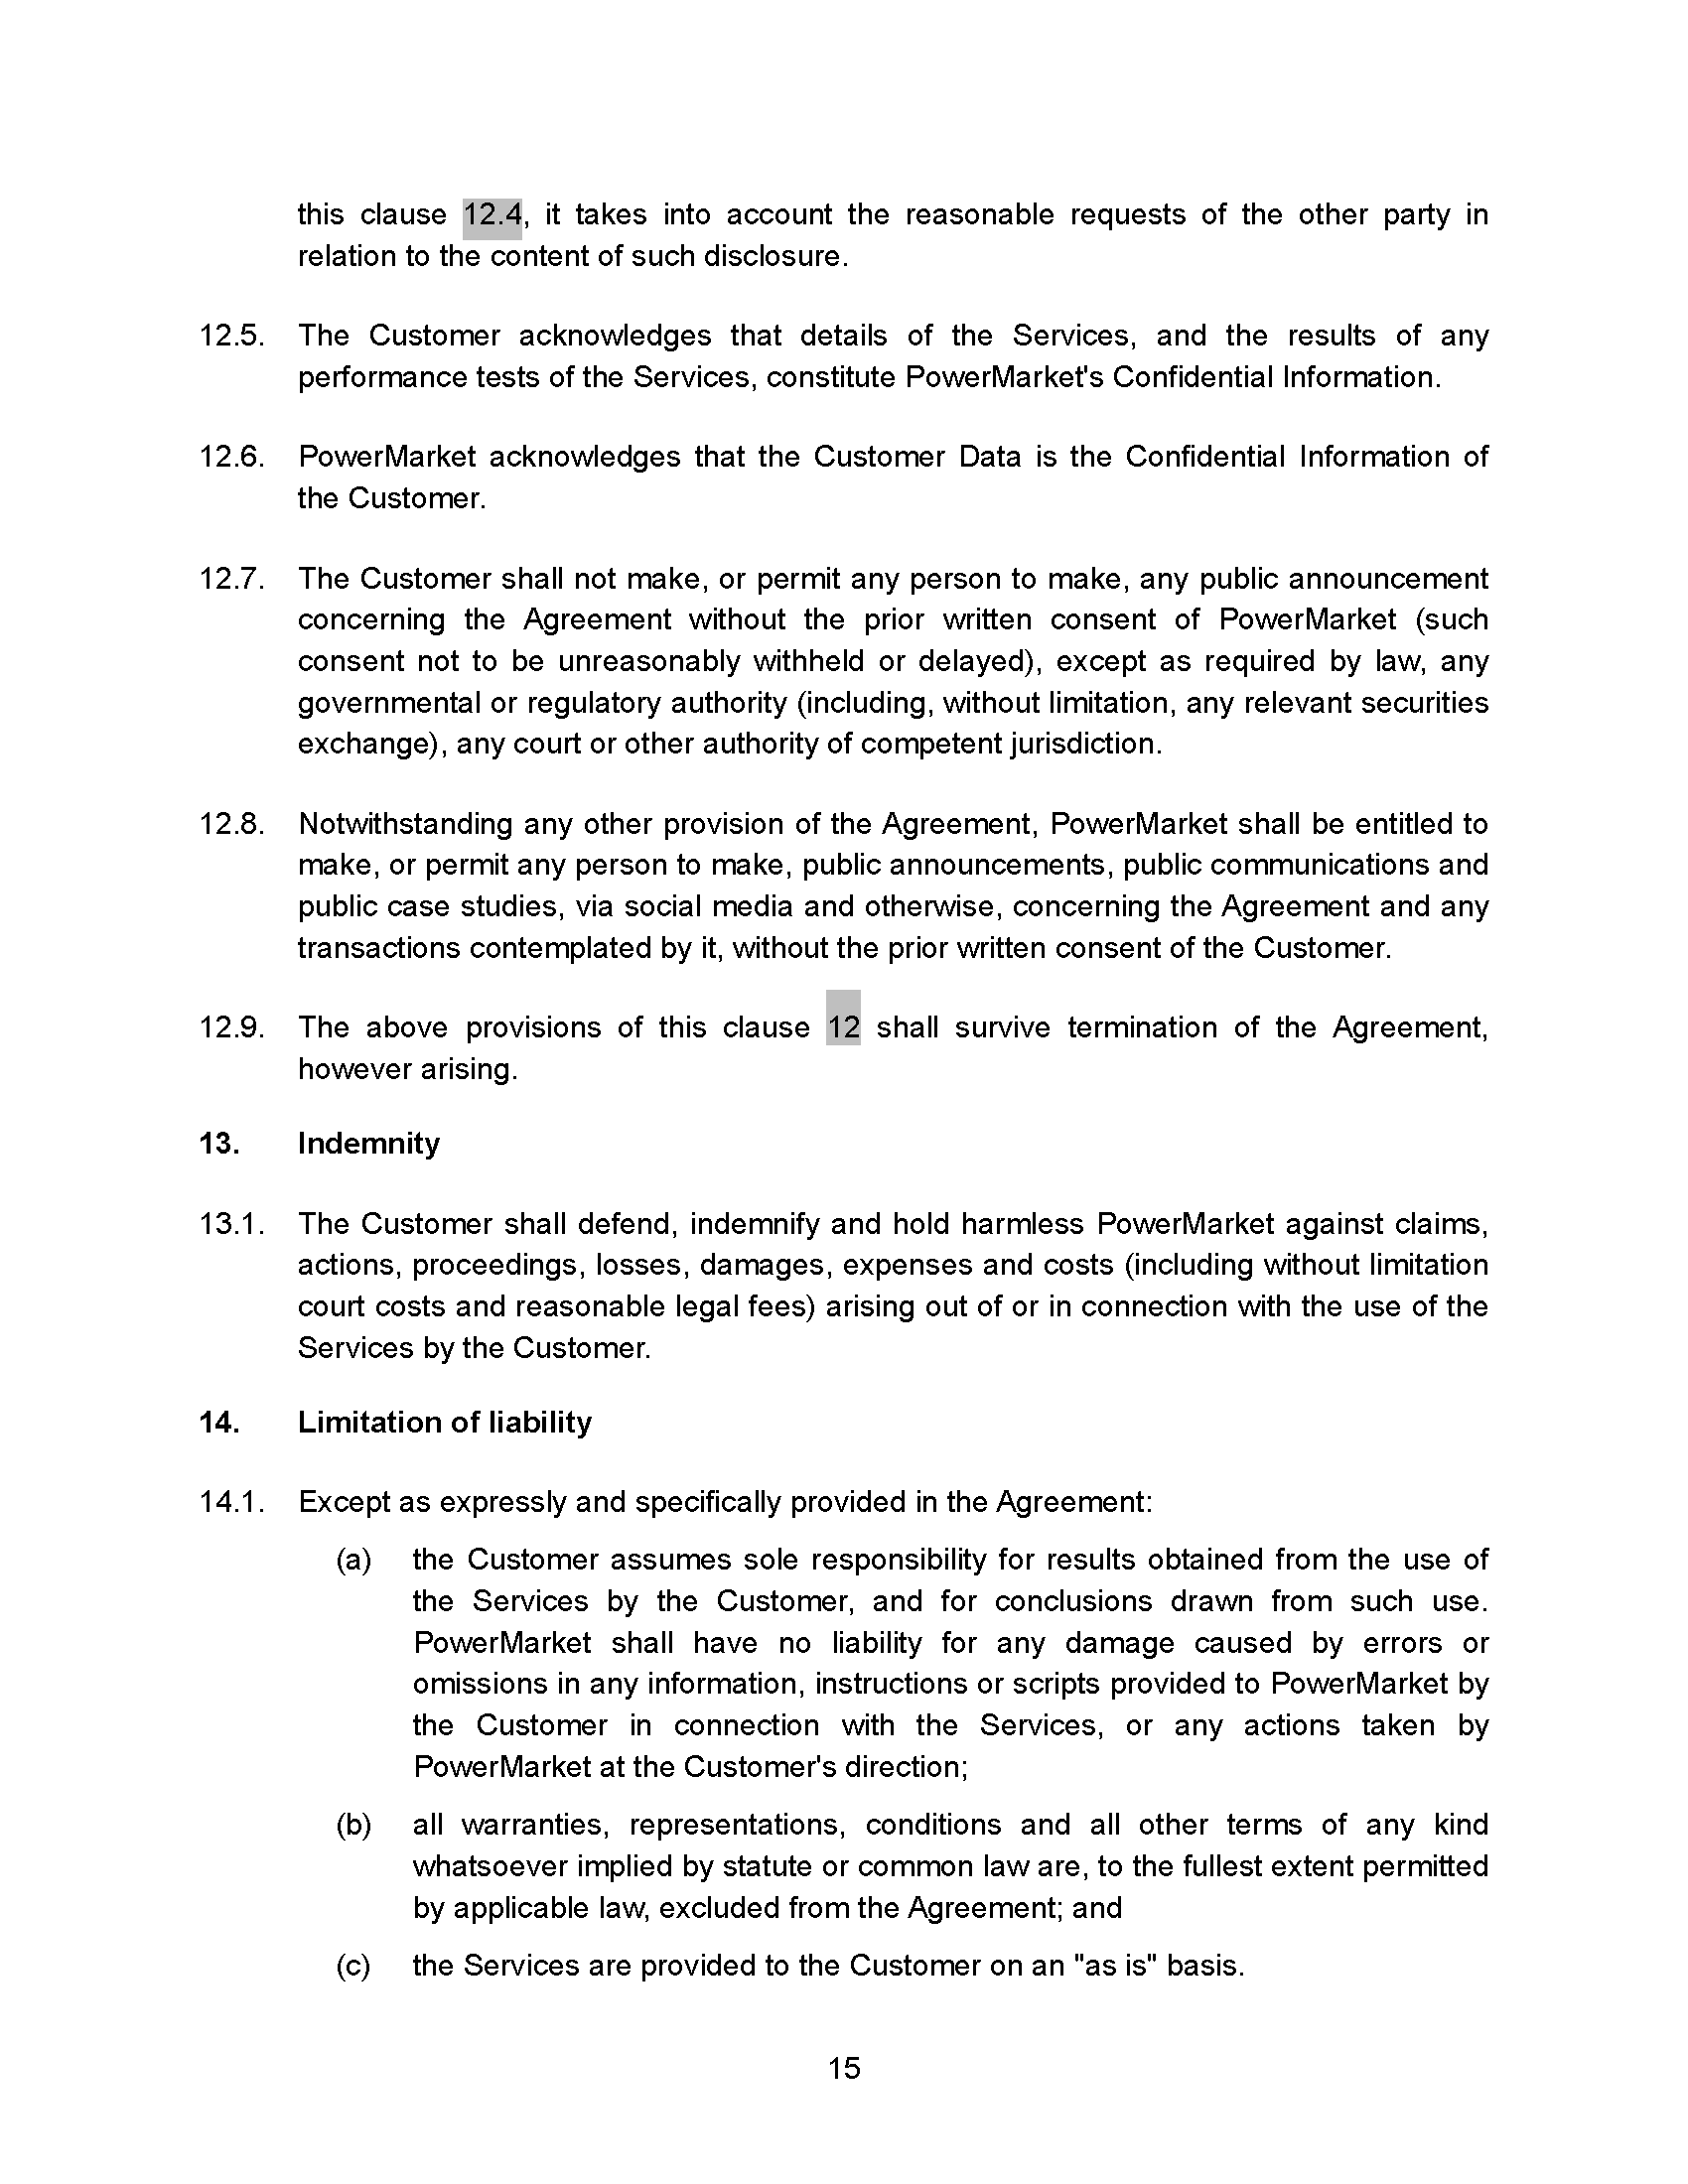 this clause 12.4, it takes into account the reasonable requests of the other party in
relation to the content of such disclosure.
12.5. The Customer acknowledges that details of the Services, and the results of any
performance tests of the Services, constitute PowerMarket's Confidential Information.
12.6. PowerMarket acknowledges that the Customer Data is the Confidential Information of
the Customer.
12.7. The Customer shall not make, or permit any person to make, any public announcement
concerning the Agreement without the prior written consent of PowerMarket (such
consent not to be unreasonably withheld or delayed), except as required by law, any
governmental or regulatory authority (including, without limitation, any relevant securities
exchange), any court or other authority of competent jurisdiction.
12.8. Notwithstanding any other provision of the Agreement, PowerMarket shall be entitled to
make, or permit any person to make, public announcements, public communications and
public case studies, via social media and otherwise, concerning the Agreement and any
transactions contemplated by it, without the prior written consent of the Customer.
12.9. The above provisions of this clause 12 shall survive termination of the Agreement,
however arising.
13. Indemnity
13.1. The Customer shall defend, indemnify and hold harmless PowerMarket against claims,
actions, proceedings, losses, damages, expenses and costs (including without limitation
court costs and reasonable legal fees) arising out of or in connection with the use of the
Services by the Customer.
14. Limitation of liability
14.1. Except as expressly and specifically provided in the Agreement:
(a) the Customer assumes sole responsibility for results obtained from the use of
the Services by the Customer, and for conclusions drawn from such use.
PowerMarket shall have no liability for any damage caused by errors or
omissions in any information, instructions or scripts provided to PowerMarket by
the Customer in connection with the Services, or any actions taken by
PowerMarket at the Customer's direction;
(b) all warranties, representations, conditions and all other terms of any kind
whatsoever implied by statute or common law are, to the fullest extent permitted
by applicable law, excluded from the Agreement; and
(c) the Services are provided to the Customer on an "as is" basis.
15